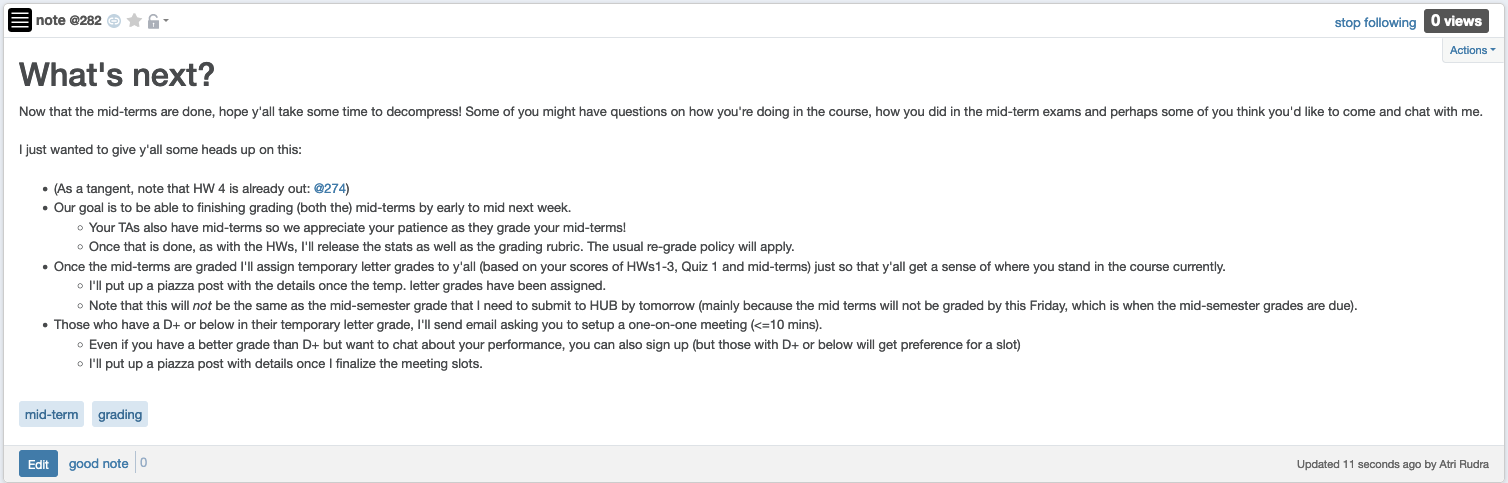 note @282
stop following 0 views
Actions
What's next?
Now that the mid-terms are done, hope y'all take some time to decompress! Some of you might have questions on how you're doing in the course, how you did in the mid-term exams and perhaps some of you think you'd like to come and chat with me.
I just wanted to give y'all some heads up on this:
• (As a tangent, note that HW 4 is already out: @274)
• Our goal is to be able to finishing grading (both the) mid-terms by early to mid next week.
◦ Your TAs also have mid-terms so we appreciate your patience as they grade your mid-terms!
◦ Once that is done, as with the HWs, I'll release the stats as well as the grading rubric. The usual re-grade policy will apply.
• Once the mid-terms are graded I'll assign temporary letter grades to y'all (based on your scores of HWs1-3, Quiz 1 and mid-terms) just so that y'all get a sense of where you stand in the course currently.
◦ I'll put up a piazza post with the details once the temp. letter grades have been assigned.
◦ Note that this will not be the same as the mid-semester grade that I need to submit to HUB by tomorrow (mainly because the mid terms will not be graded by this Friday, which is when the mid-semester grades are due).
• Those who have a D+ or below in their temporary letter grade, I'll send email asking you to setup a one-on-one meeting (<=10 mins).
◦ Even if you have a better grade than D+ but want to chat about your performance, you can also sign up (but those with D+ or below will get preference for a slot)
◦ I'll put up a piazza post with details once I finalize the meeting slots.
mid-term grading
Edit good note 0
Updated 11 seconds ago by Atri Rudra